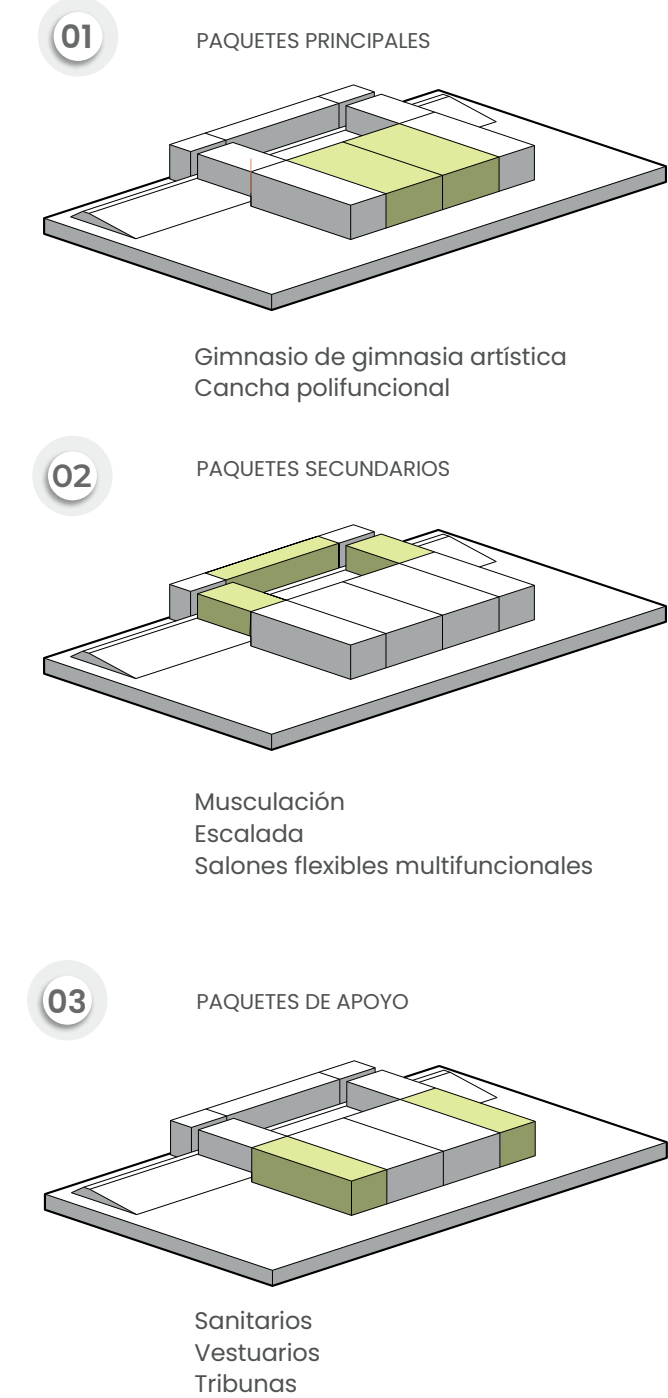 01
PAQUETES PRINCIPALES
Gimnasio de gimnasia artística
Cancha polifuncional
02
PAQUETES SECUNDARIOS
Musculación
Escalada
Salones flexibles multifuncionales
03
PAQUETES DE APOYO
Sanitarios
Vestuarios
Tribunas